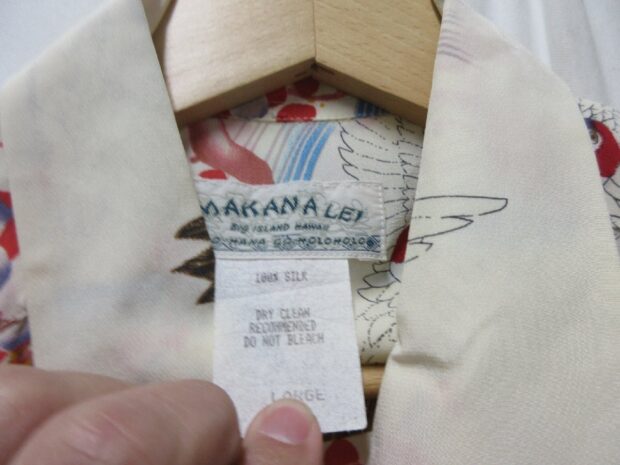 MAKANA LEI
BIG ISLAND HAWAII
O-HANA GO-HOLOHOLO
100% SILK
DRY CLEAN
RECOMMENDED
DO NOT BLEACH
LARGE